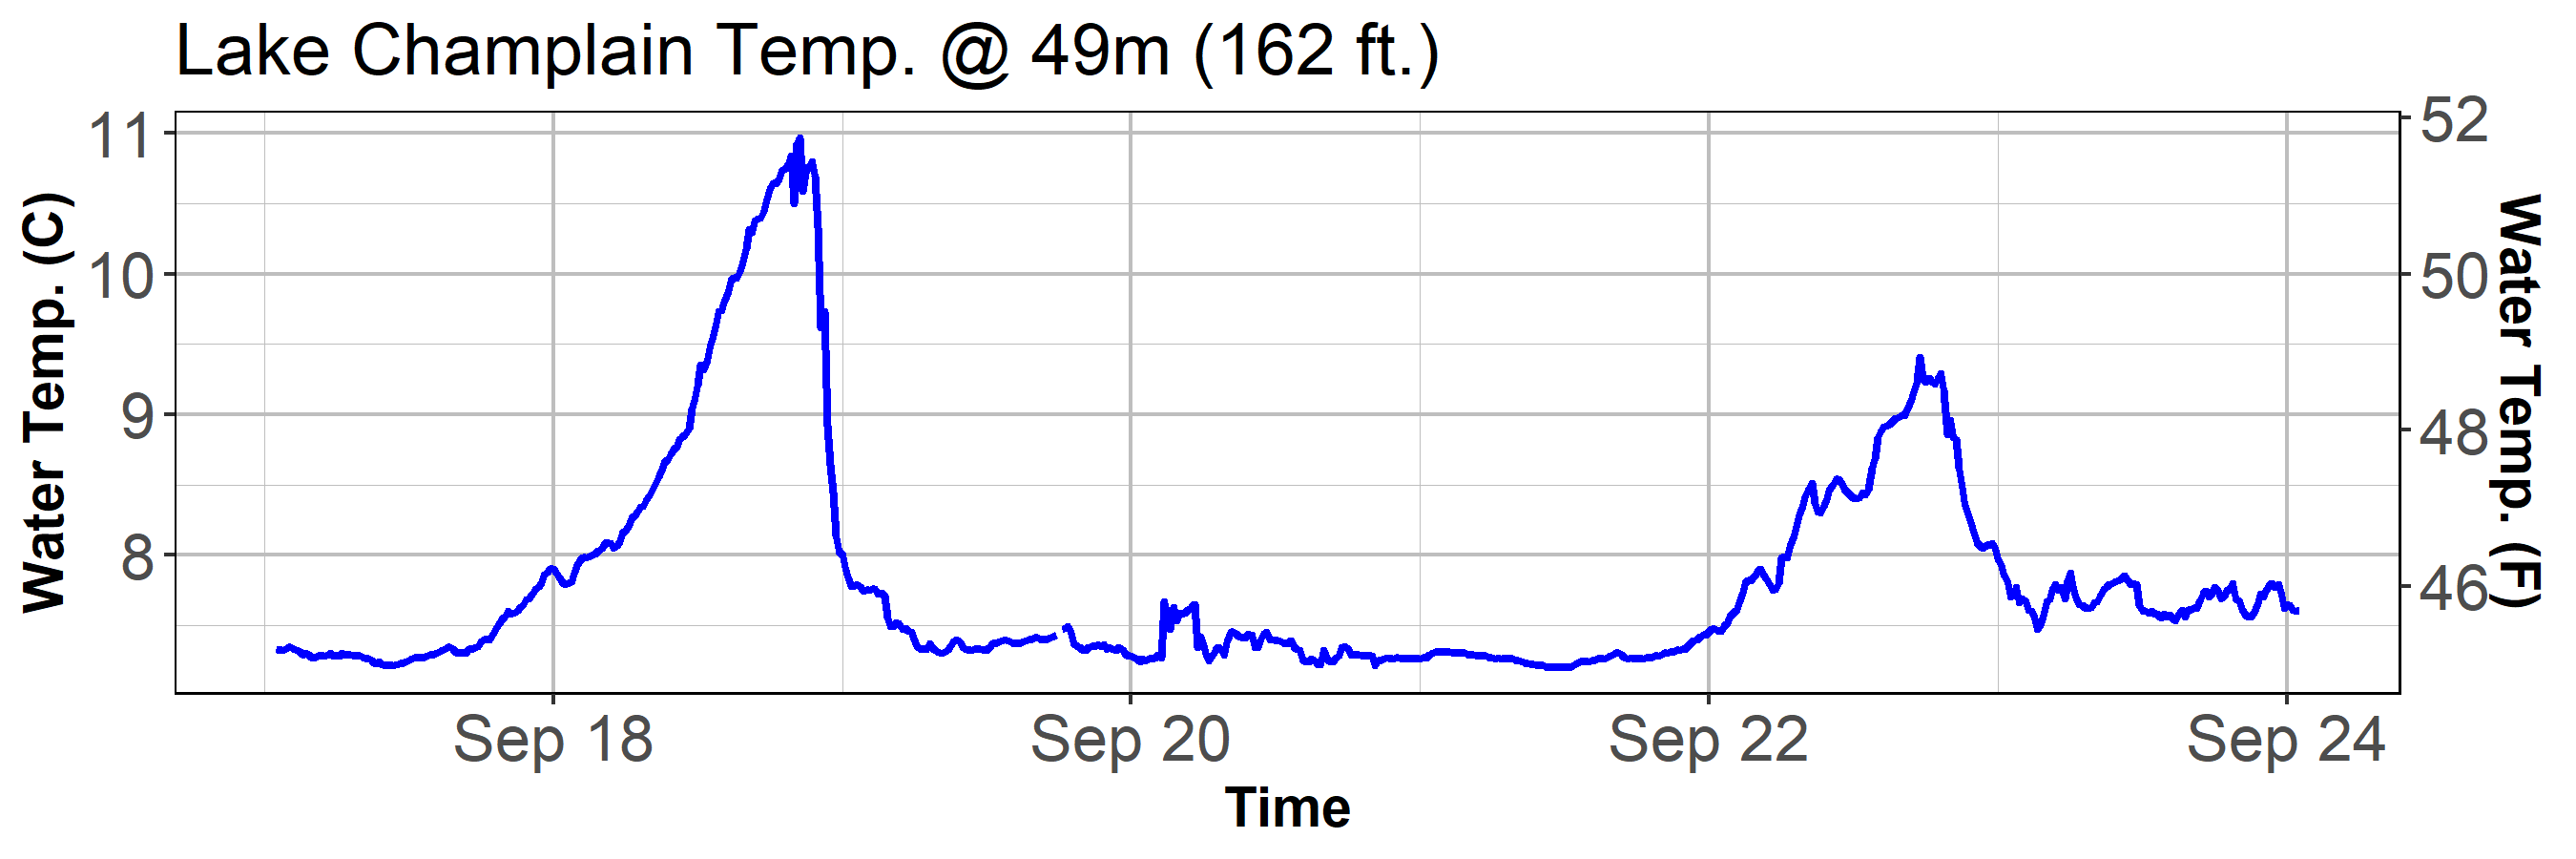 Lake Champlain Temp. @ 49m (162 ft.)
Water Temp. (C)
11
10
9
8
52
50
48
46
Water Temp. (F)
Sep 18
Sep 20
Sep 22
Sep 24
Time